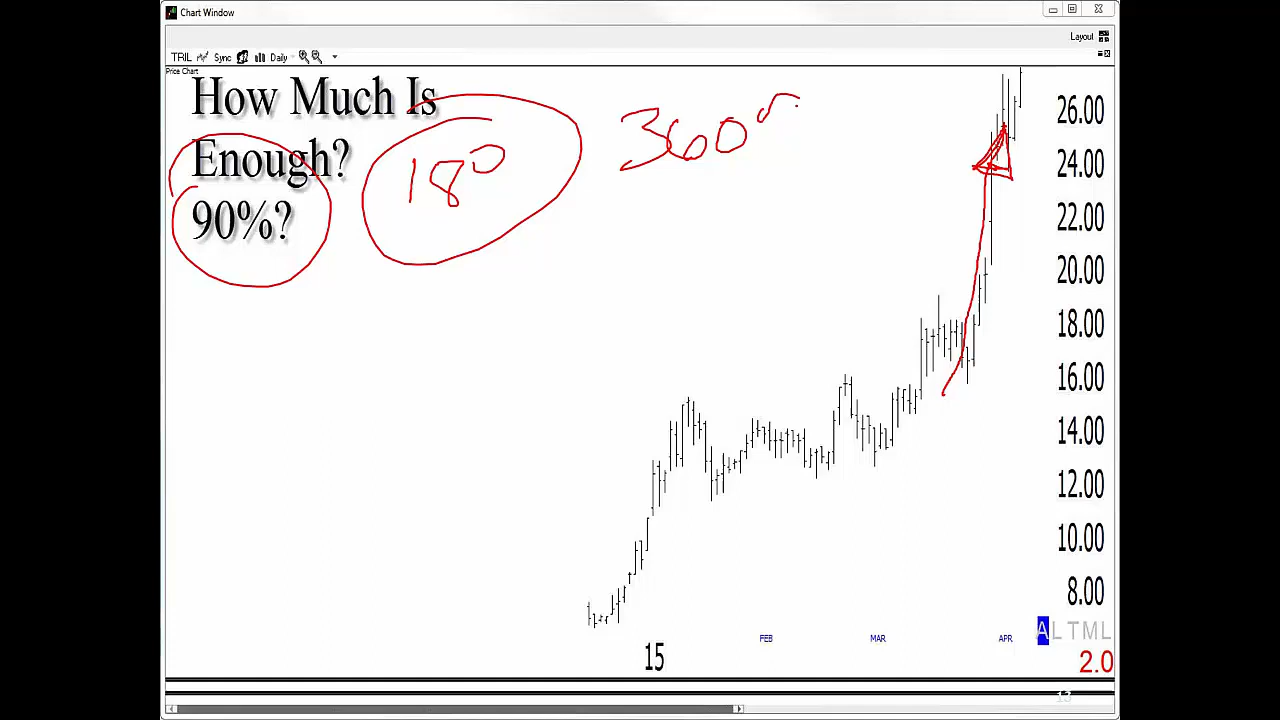 Chart Window
Layout
TRIL Sync Daily
Price Chart
How Much Is
Enough?
90%?
180
360
26.00
24.00
22.00
20.00
18.00
16.00
14.00
12.00
10.00
8.00
A L T M L
15 FEB MAR APR
2.0
13